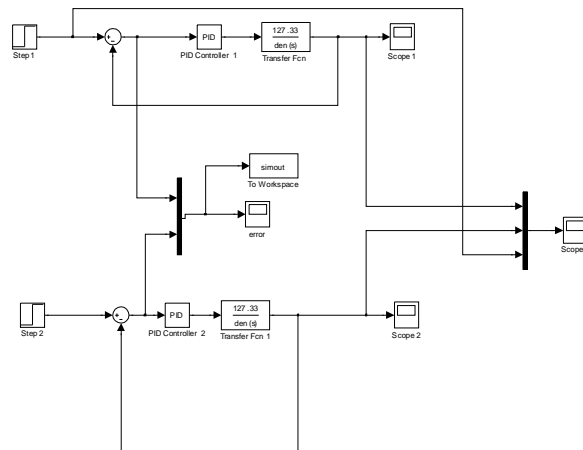 Step 1
+
-
PID
PID Controller 1
127 .33
den (s)
Transfer Fcn
Scope 1
simout
To Workspace
error
Scope
Step 2
+
-
PID
PID Controller 2
127 .33
den (s)
Transfer Fcn 1
Scope 2